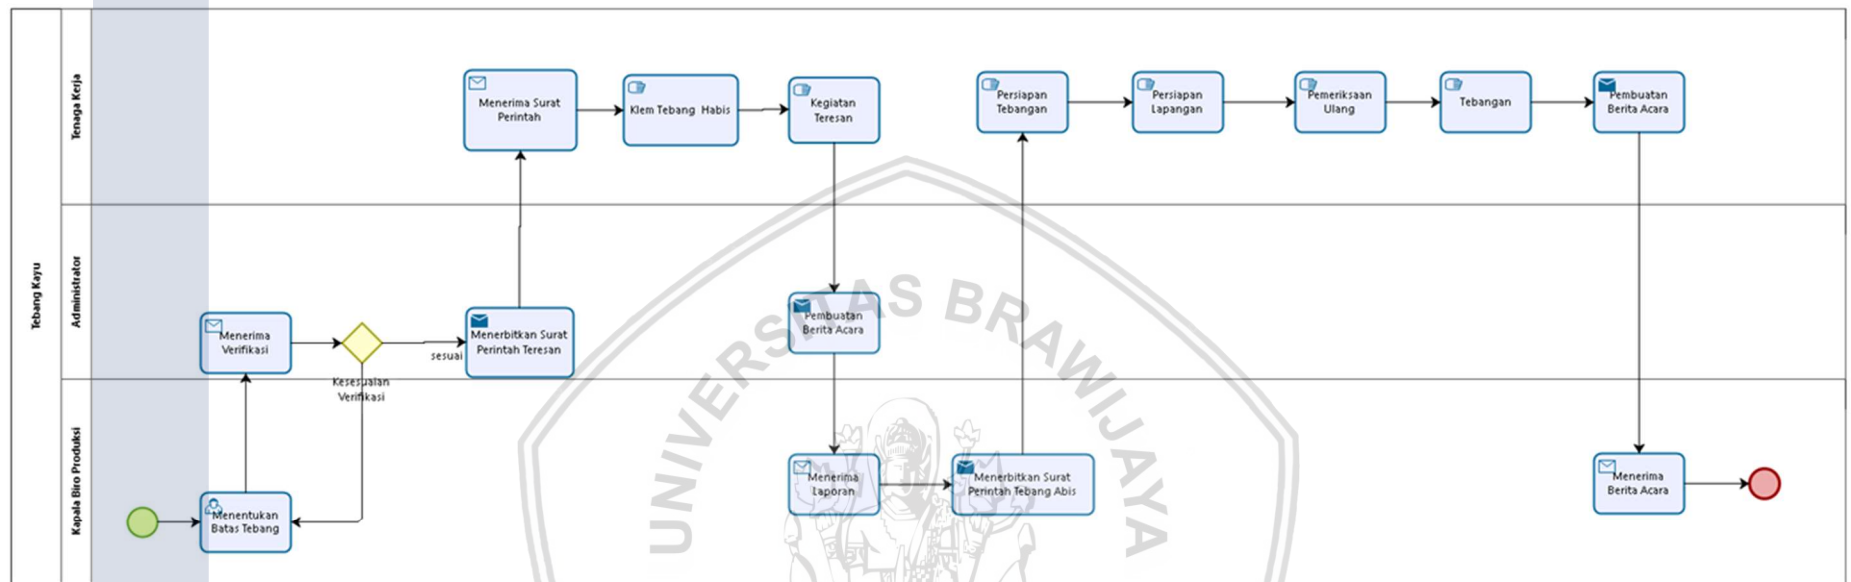 Tebang Kayu
Tenaga Kerja
Menerima Surat
Perintah
Klem Tebang Habis
Kegiatan
Teresan
Persiapan
Tebangan
Persiapan
Lapangan
Pemeriksaan
Ulang
Tebangan
Pembuatan
Berita Acara
Administrator
Menerima
Verifikasi
Kesesuaian
Verifikasi
sesuai
Menerbitkan Surat
Perintah Teresan
Pembuatan
Berita Acara
Kapala Biro Produksi
Menentukan
Batas Tebang
Menerima
Laporan
Menerbitkan Surat
Perintah Tebang Abis
Menerima
Berita Acara
UNIVERSITAS BRAWIJAYA